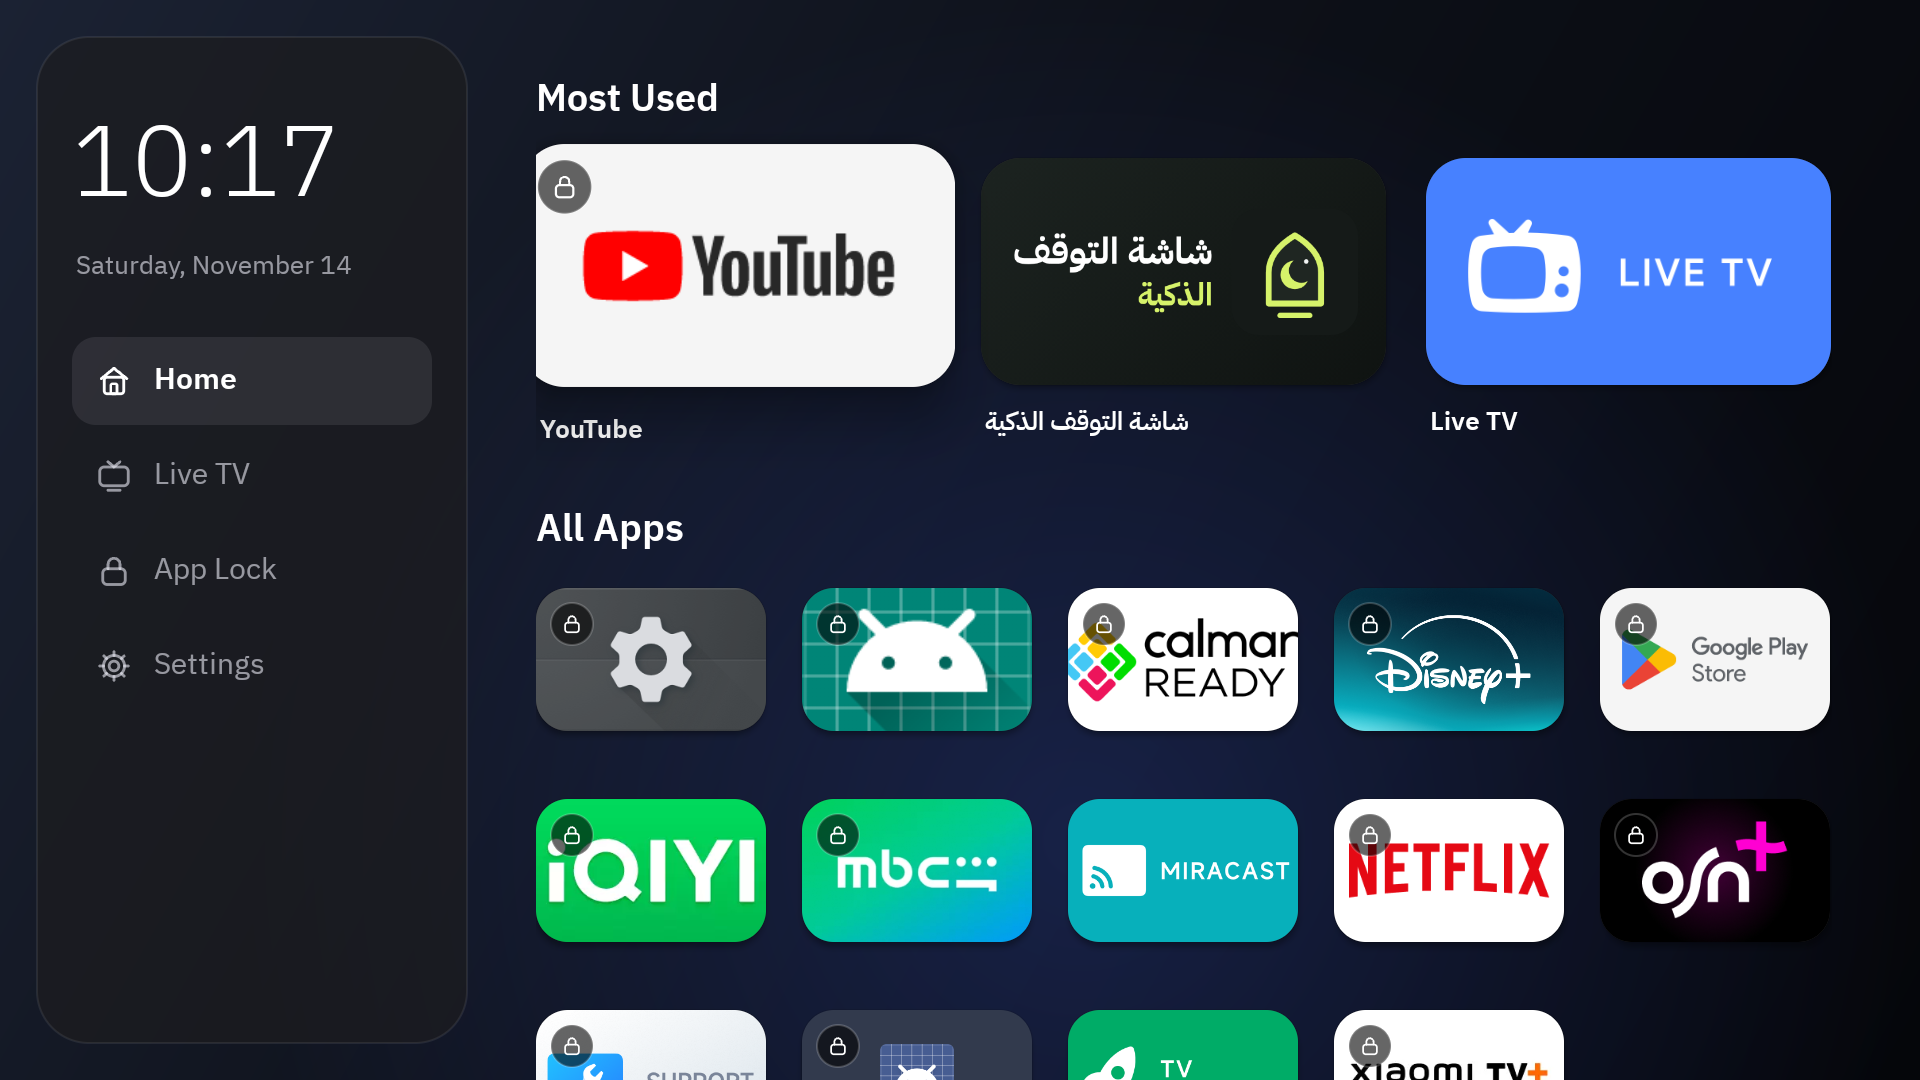 10:17
Saturday, November 14
Home
Live TV
App Lock
Settings
Most Used
YouTube
شاشة التوقف
الذكية
LIVE TV
YouTube
شاشة التوقف الذكية
Live TV
All Apps
calman
READY
Disney+
Google Play
Store
iQIYI
mbc
MIRACAST
NETFLIX
osn+
SUPPORT
TV
xiaomi TV+